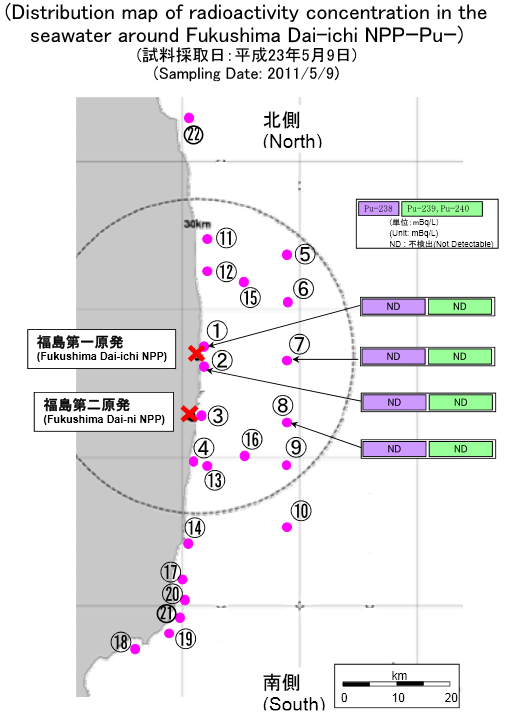 (Distribution map of radioactivity concentration in the
seawater around Fukushima Dai-ichi NPP-Pu-)
(試料採取日:平成23年5月9日)
(Sampling Date: 2011/5/9)
北側
(North)
㉒
30km
Pu-238
Pu-239,Pu-240
(単位:mBq/L)
(Unit: mBq/L)
ND:不検出(Not Detectable)
⑪
⑤
⑫
⑮
⑥
ND ND
①
福島第一原発
(Fukushima Dai-ichi NPP)
②
⑦
ND ND
福島第二原発
(Fukushima Dai-ni NPP)
③
⑧
ND ND
④
⑬
⑯
⑨
ND ND
⑩
⑭
⑰
⑳
㉑
⑱
⑲
南側
(South)
km
0 10 20